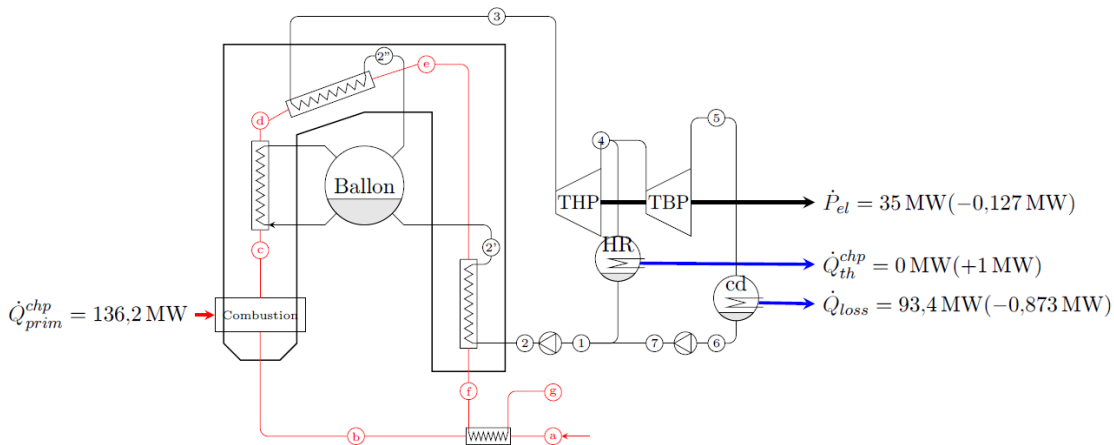 3
2"
e
d
4
5
Ballon
THP
TBP
Ṗ_el = 35 MW(−0,127 MW)
c
2'
HR
Q̇_th^chp = 0 MW(+1 MW)
cd
Q̇_loss = 93,4 MW(−0,873 MW)
Q̇_prim^chp = 136,2 MW
Combustion
2
1
7
6
f
g
b
a